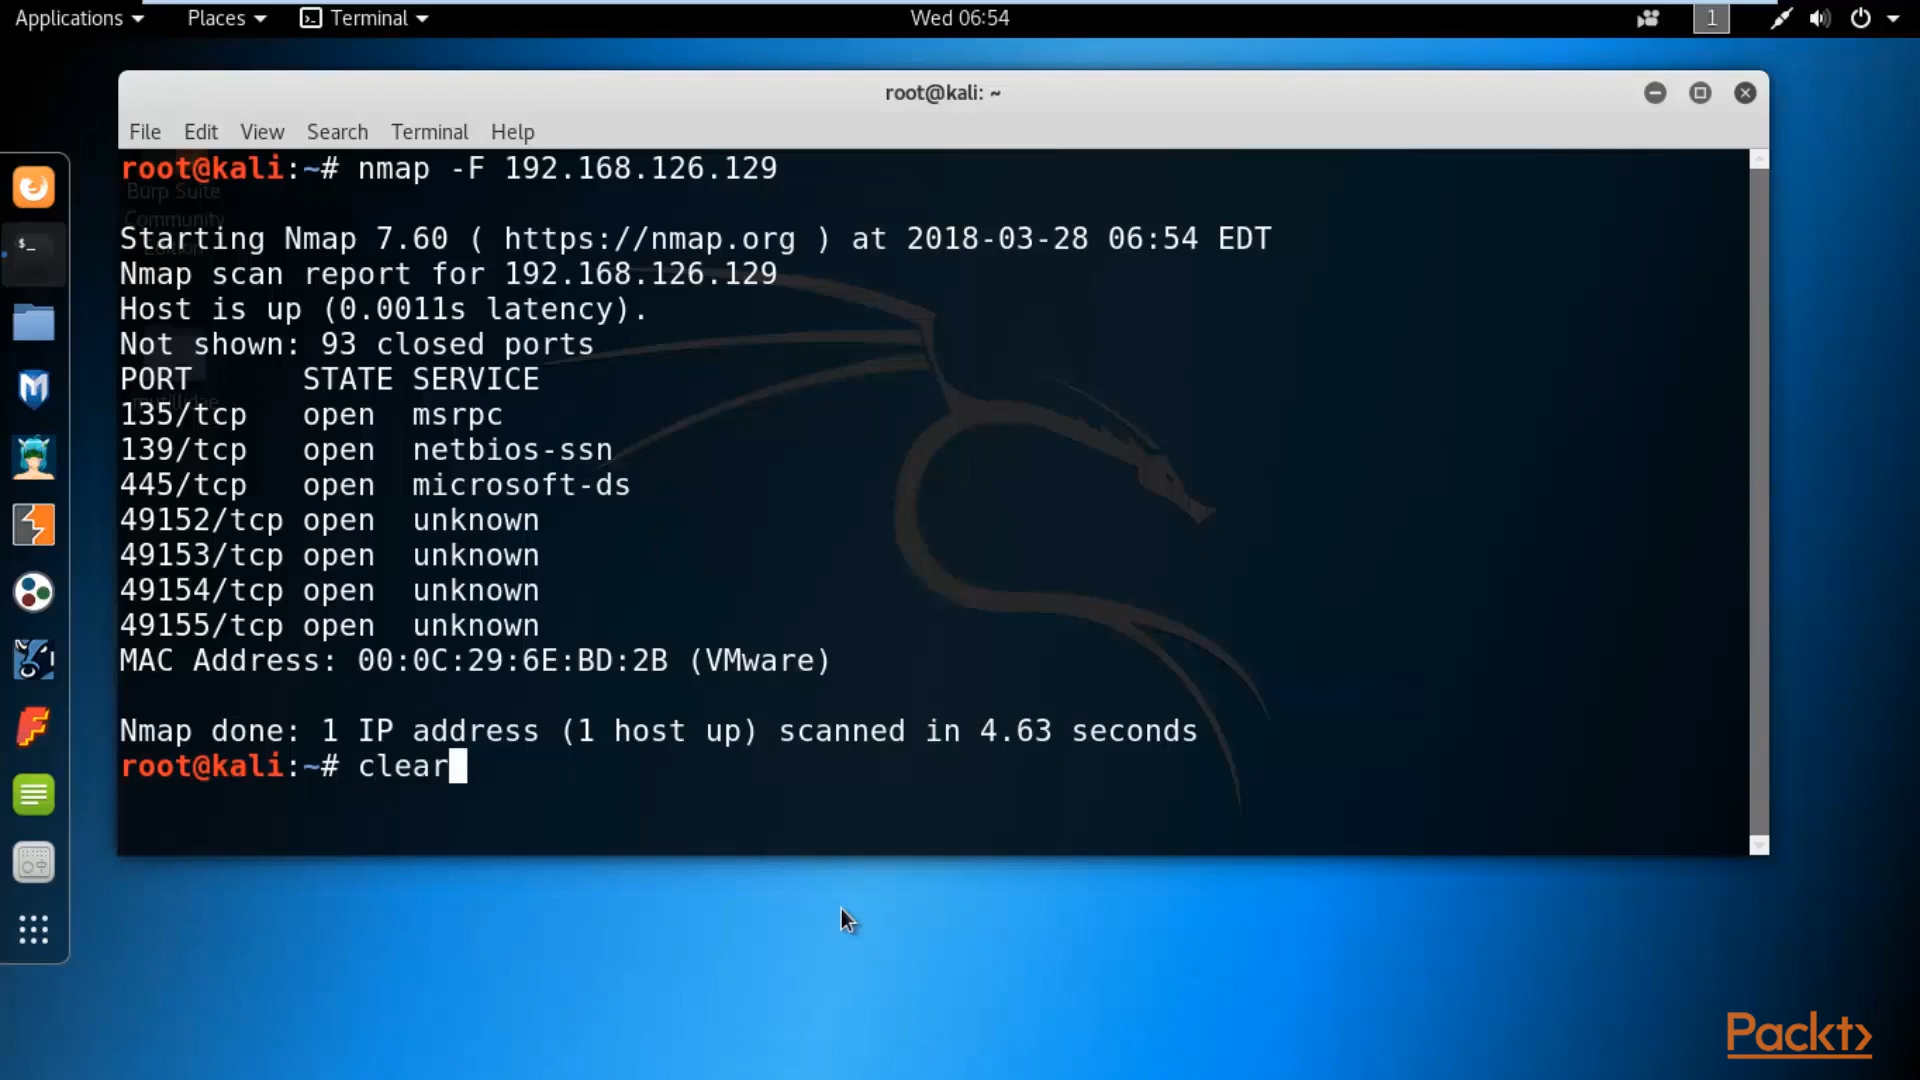 Applications Places Terminal Wed 06:54 1
root@kali: ~
File Edit View Search Terminal Help
root@kali:~# nmap -F 192.168.126.129
Burp Suite
Community
Edition
Starting Nmap 7.60 ( https://nmap.org ) at 2018-03-28 06:54 EDT
Nmap scan report for 192.168.126.129
Host is up (0.0011s latency).
Not shown: 93 closed ports
PORT STATE SERVICE
mutillidae
135/tcp open msrpc
139/tcp open netbios-ssn
445/tcp open microsoft-ds
49152/tcp open unknown
49153/tcp open unknown
49154/tcp open unknown
49155/tcp open unknown
MAC Address: 00:0C:29:6E:BD:2B (VMware)
Nmap done: 1 IP address (1 host up) scanned in 4.63 seconds
root@kali:~# clear
Packt>